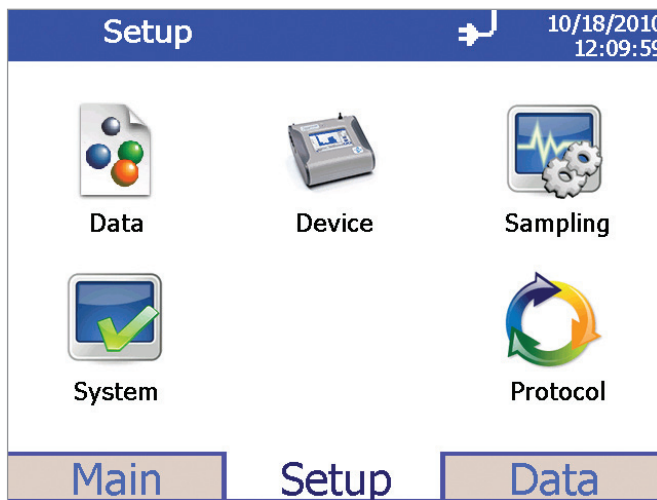 Setup
10/18/2010
12:09:59
Data
Device
Sampling
System
Protocol
Main
Setup
Data